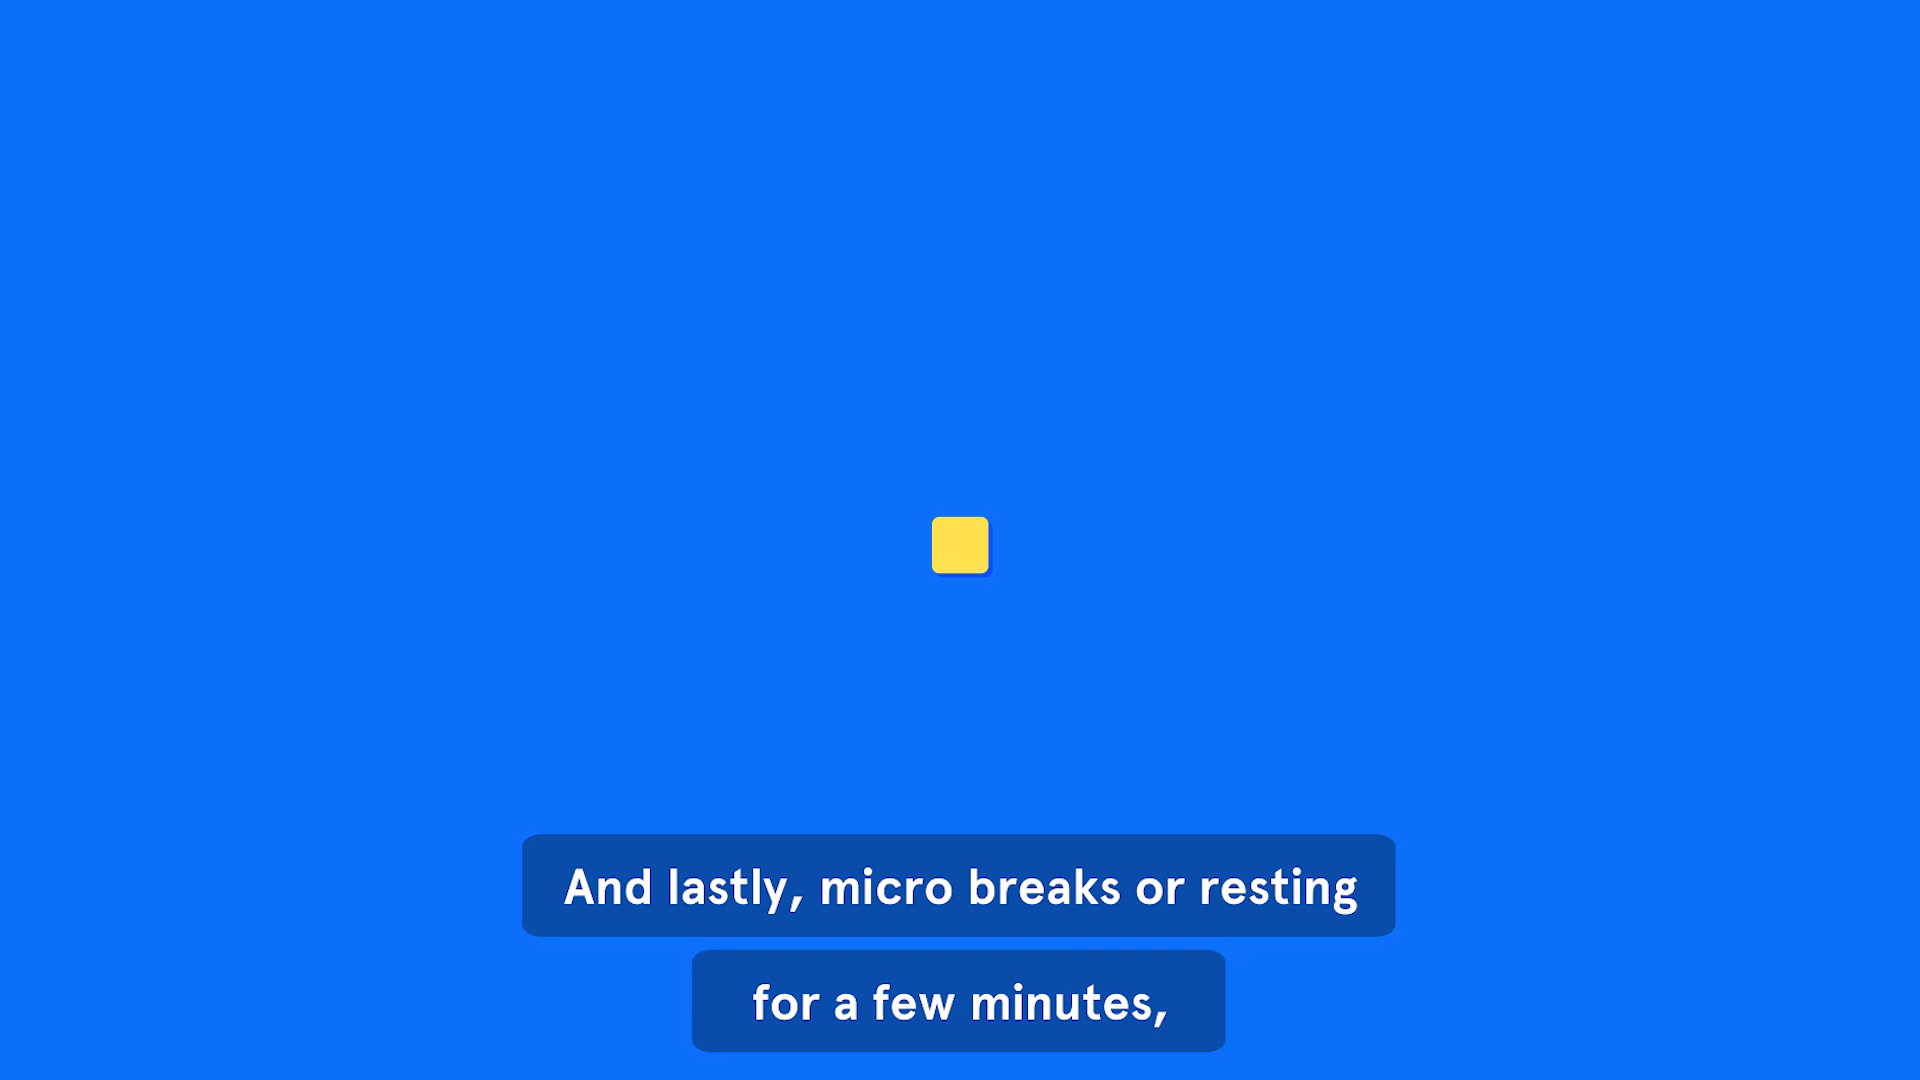 And lastly, micro breaks or resting
for a few minutes,